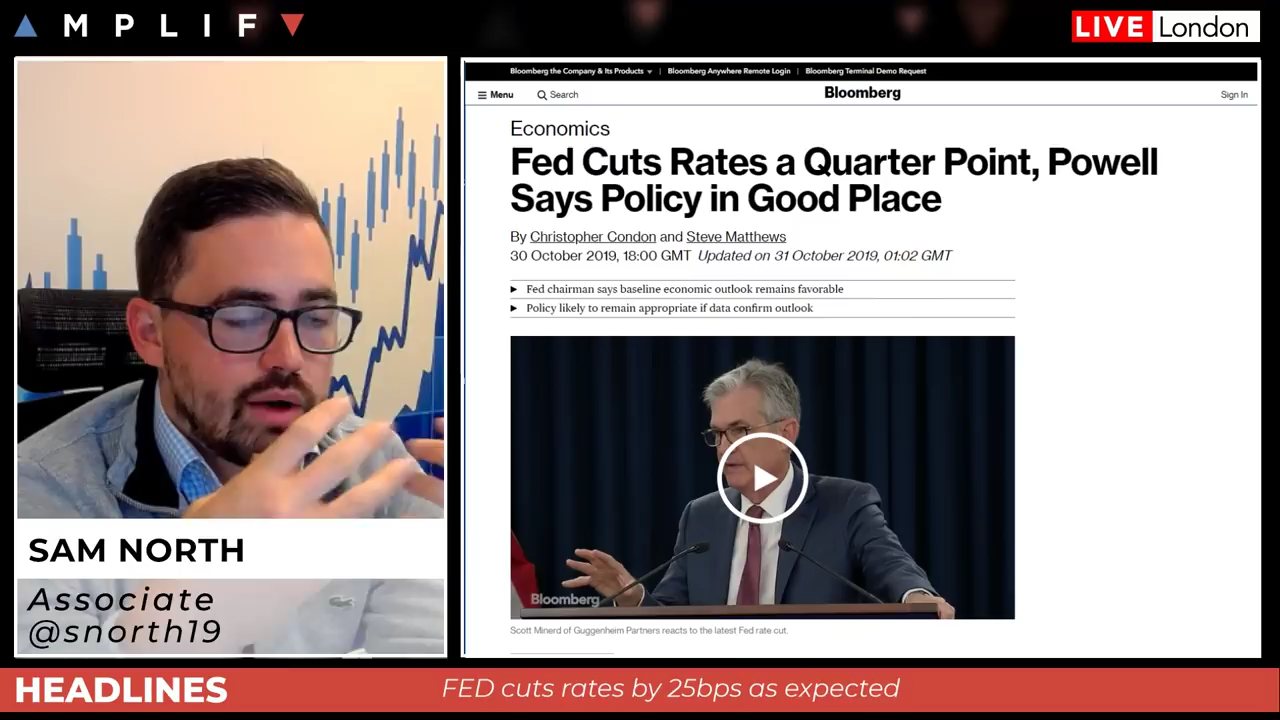 MPLIF
LIVE London
Bloomberg the Company & Its Products | Bloomberg Anywhere Remote Login | Bloomberg Terminal Demo Request
Menu Search Bloomberg Sign In
Economics
Fed Cuts Rates a Quarter Point, Powell
Says Policy in Good Place
By Christopher Condon and Steve Matthews
30 October 2019, 18:00 GMT Updated on 31 October 2019, 01:02 GMT
Fed chairman says baseline economic outlook remains favorable
Policy likely to remain appropriate if data confirm outlook
Bloomberg
Scott Minerd of Guggenheim Partners reacts to the latest Fed rate cut.
SAM NORTH
Associate
@snorth19
HEADLINES FED cuts rates by 25bps as expected